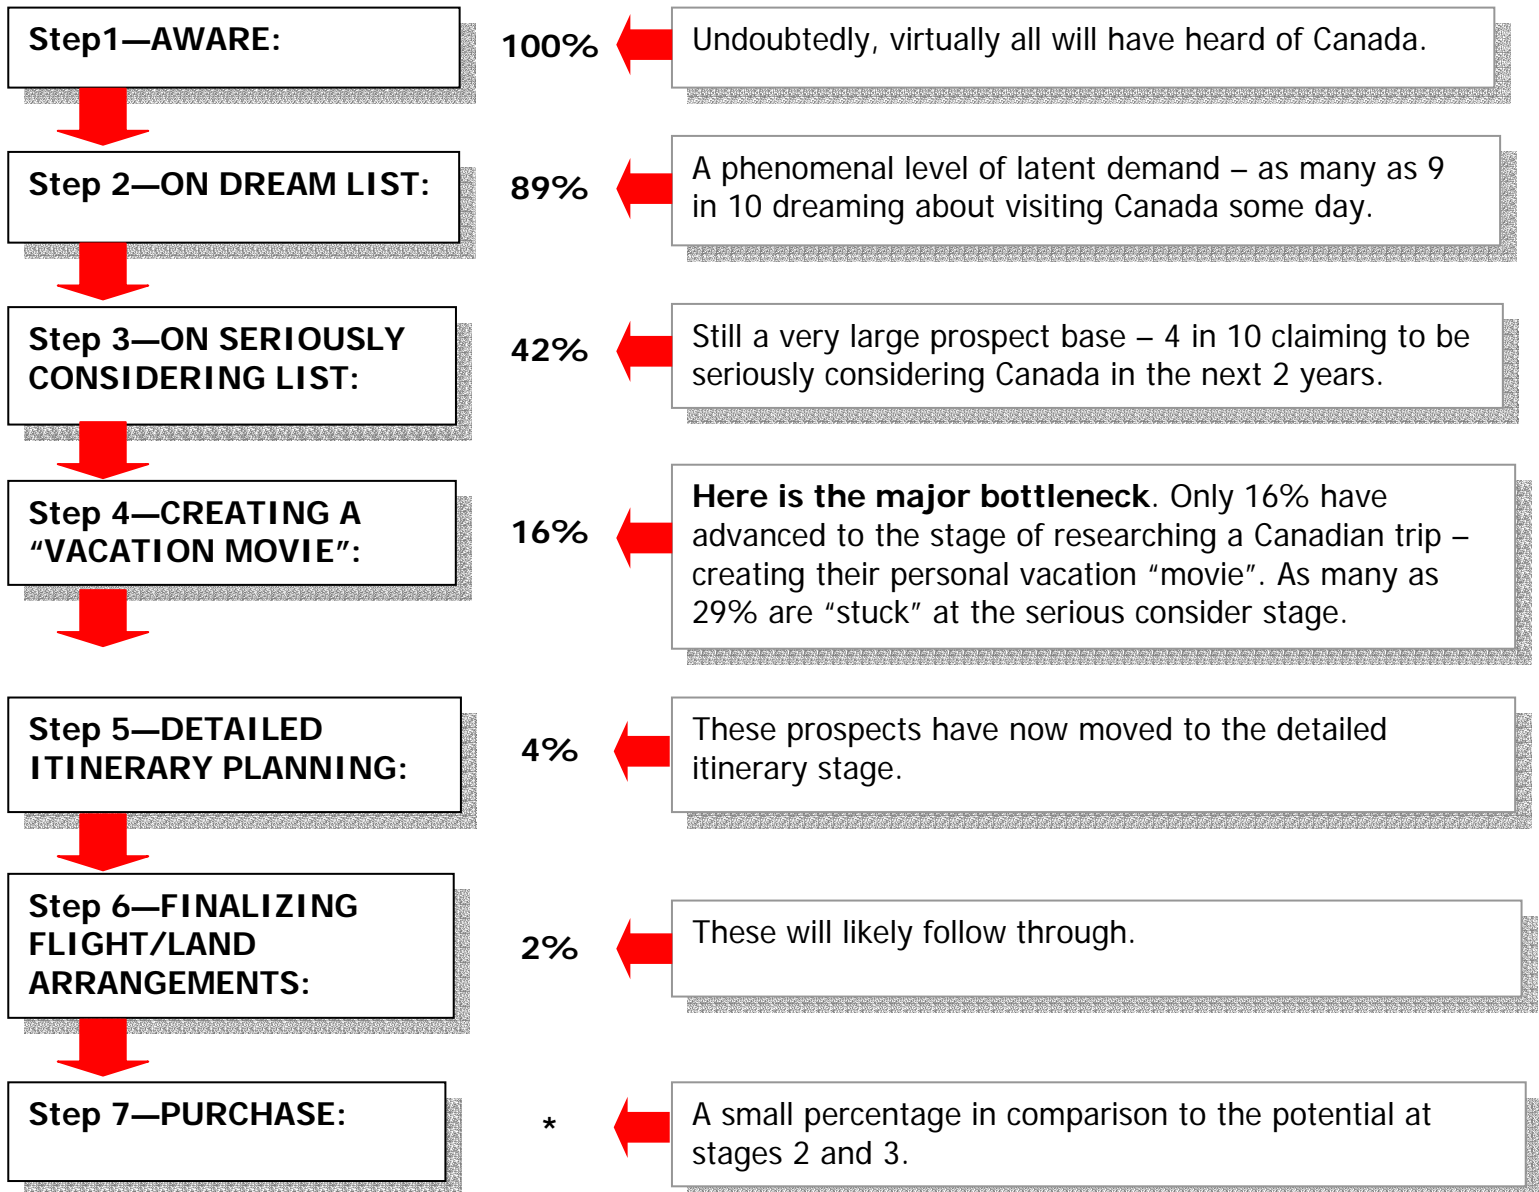 Step1—AWARE:
100%
Undoubtedly, virtually all will have heard of Canada.
Step 2—ON DREAM LIST:
89%
A phenomenal level of latent demand – as many as 9
in 10 dreaming about visiting Canada some day.
Step 3—ON SERIOUSLY
CONSIDERING LIST:
42%
Still a very large prospect base – 4 in 10 claiming to be
seriously considering Canada in the next 2 years.
Step 4—CREATING A
“VACATION MOVIE”:
16%
Here is the major bottleneck. Only 16% have
advanced to the stage of researching a Canadian trip –
creating their personal vacation “movie”. As many as
29% are “stuck” at the serious consider stage.
Step 5—DETAILED
ITINERARY PLANNING:
4%
These prospects have now moved to the detailed
itinerary stage.
Step 6—FINALIZING
FLIGHT/LAND
ARRANGEMENTS:
2%
These will likely follow through.
Step 7—PURCHASE:
*
A small percentage in comparison to the potential at
stages 2 and 3.